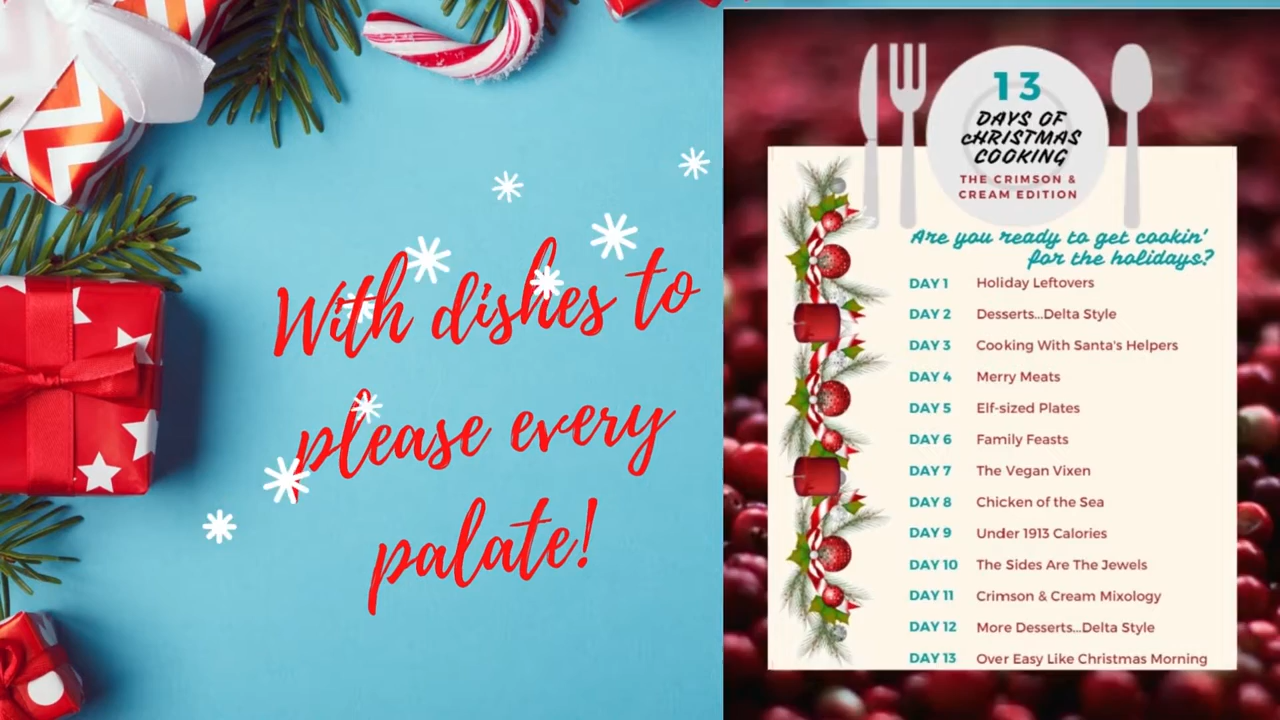 With dishes to
please every
palate!
13
DAYS OF
CHRISTMAS
COOKING
THE CRIMSON &
CREAM EDITION
Are you ready to get cookin'
for the holidays?
DAY 1 Holiday Leftovers
DAY 2 Desserts...Delta Style
DAY 3 Cooking With Santa's Helpers
DAY 4 Merry Meats
DAY 5 Elf-sized Plates
DAY 6 Family Feasts
DAY 7 The Vegan Vixen
DAY 8 Chicken of the Sea
DAY 9 Under 1913 Calories
DAY 10 The Sides Are The Jewels
DAY 11 Crimson & Cream Mixology
DAY 12 More Desserts...Delta Style
DAY 13 Over Easy Like Christmas Morning